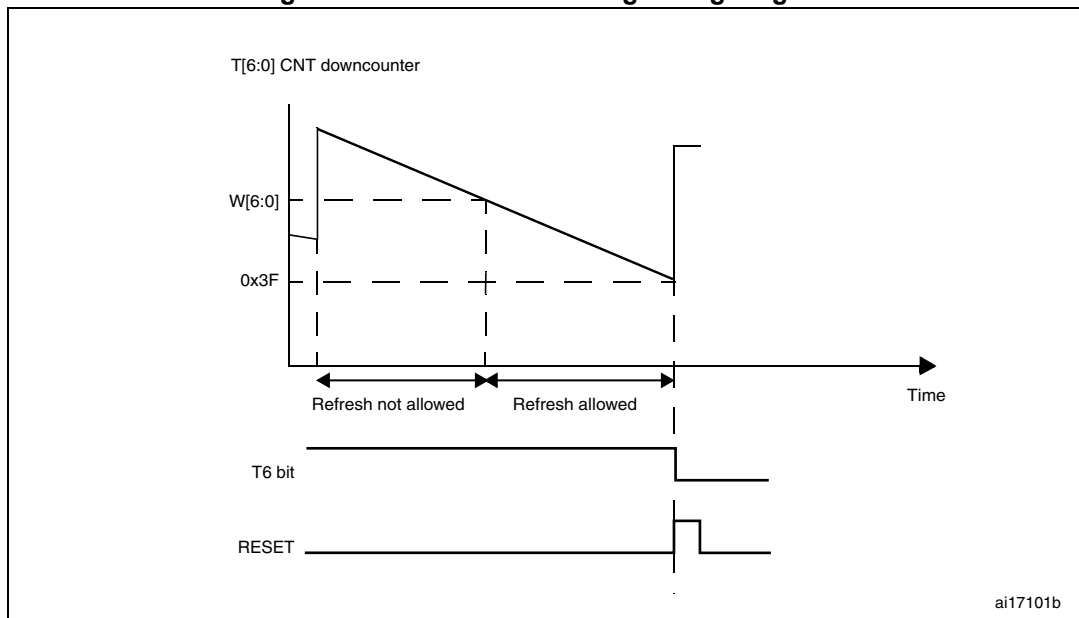 T[6:0] CNT downcounter
W[6:0]
0x3F
Time
Refresh not allowed
Refresh allowed
T6 bit
RESET
ai17101b